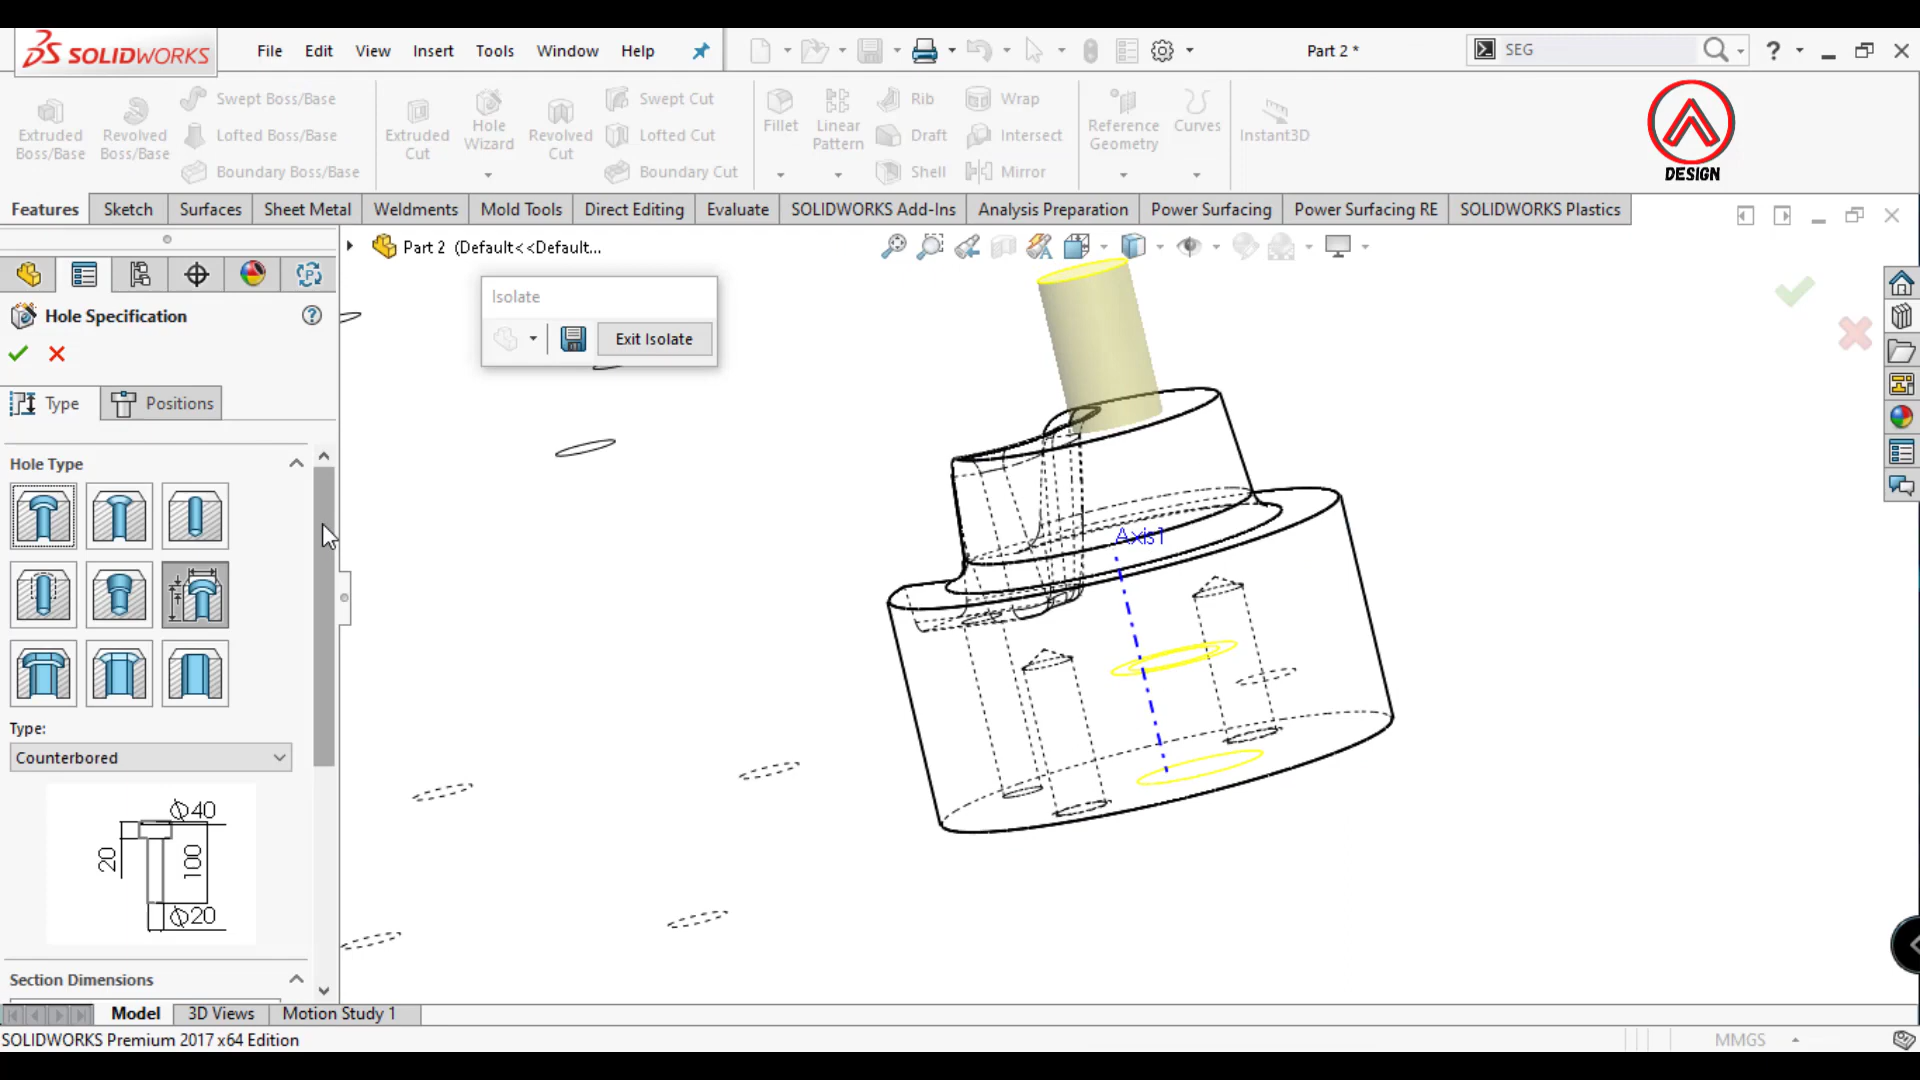 SOLIDWORKS
File Edit View Insert Tools Window Help
Part 2 *
SEG
?
Extruded Boss/Base
Revolved Boss/Base
Swept Boss/Base
Lofted Boss/Base
Boundary Boss/Base
Extruded Cut
Hole Wizard
Revolved Cut
Swept Cut
Lofted Cut
Boundary Cut
Fillet
Linear Pattern
Rib
Draft
Shell
Wrap
Intersect
Mirror
Reference Geometry
Curves
Instant3D
DESIGN
Features Sketch Surfaces Sheet Metal Weldments Mold Tools Direct Editing Evaluate SOLIDWORKS Add-Ins Analysis Preparation Power Surfacing Power Surfacing RE SOLIDWORKS Plastics
Part 2 (Default<<Default...
Isolate
Exit Isolate
Hole Specification
?
Type Positions
Hole Type
Type:
Counterbored
∅40
20
100
∅20
Section Dimensions
Axis1
Model 3D Views Motion Study 1
SOLIDWORKS Premium 2017 x64 Edition
MMGS